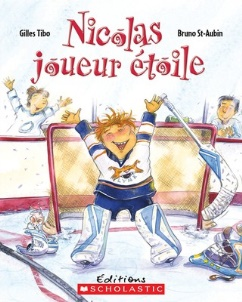 Gilles Tibo
Nicolas
Bruno St-Aubin
joueur étoile
Éditions
SCHOLASTIC